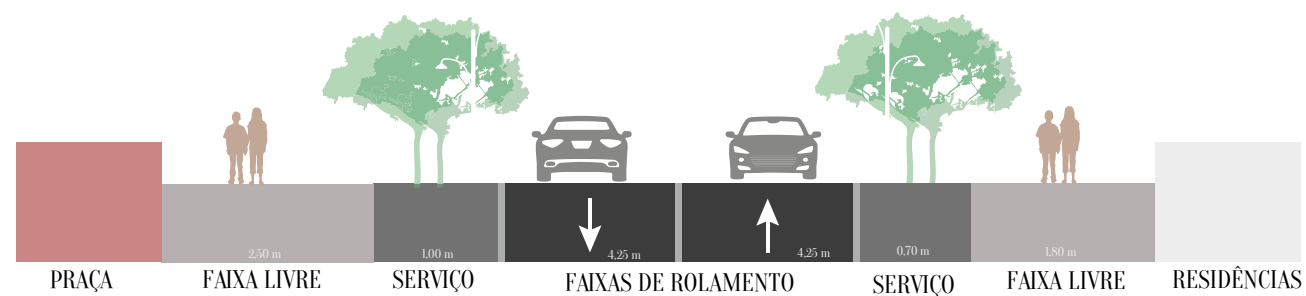 2,50 m
1,00 m
4,25 m
4,25 m
0,70 m
1,80 m
PRAÇA
FAIXA LIVRE
SERVIÇO
FAIXAS DE ROLAMENTO
SERVIÇO
FAIXA LIVRE
RESIDÊNCIAS